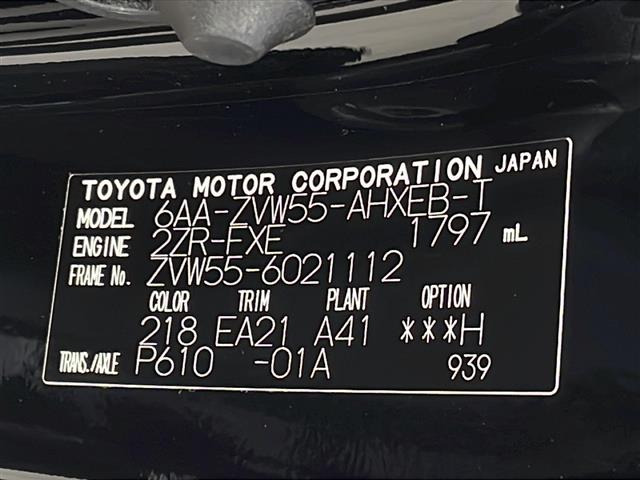 TOYOTA MOTOR CORPORATION JAPAN
MODEL 6AA-ZVW55-AHXEB-T
ENGINE 2ZR-FXE 1797 mL
FRAME No. ZVW55-6021112
COLOR TRIM PLANT OPTION
218 EA21 A41 ***H
TRANS./AXLE P610 -01A 939